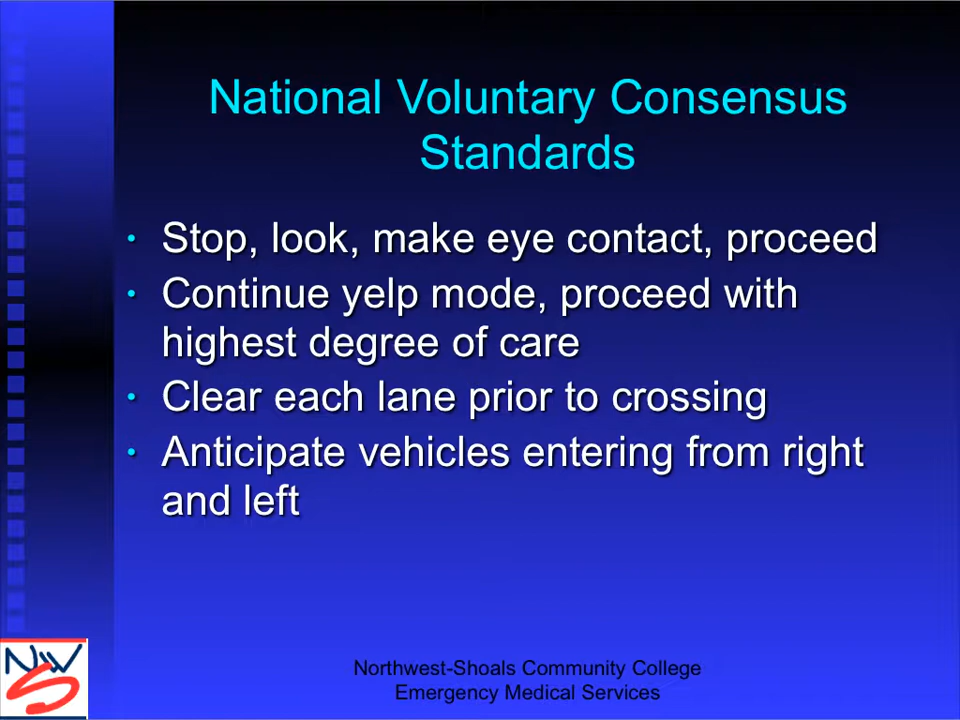 National Voluntary Consensus
Standards
• Stop, look, make eye contact, proceed
• Continue yelp mode, proceed with
highest degree of care
• Clear each lane prior to crossing
• Anticipate vehicles entering from right
and left
NW
S
Northwest-Shoals Community College
Emergency Medical Services